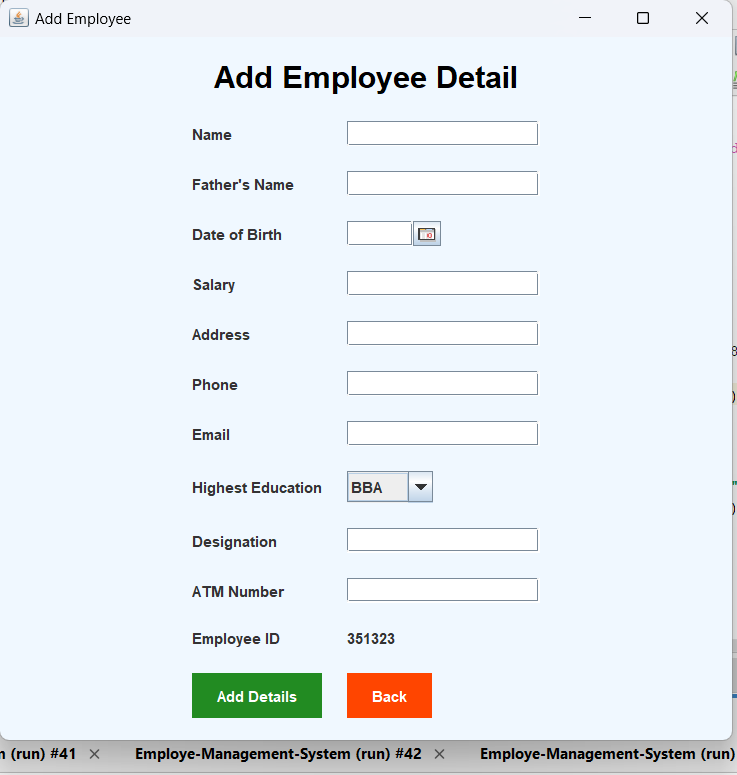 Add Employee
Add Employee Detail
Name
Father's Name
Date of Birth
Salary
Address
Phone
Email
Highest Education BBA
Designation
ATM Number
Employee ID 351323
Add Details Back
(run) #41 Employe-Management-System (run) #42 Employe-Management-System (run)